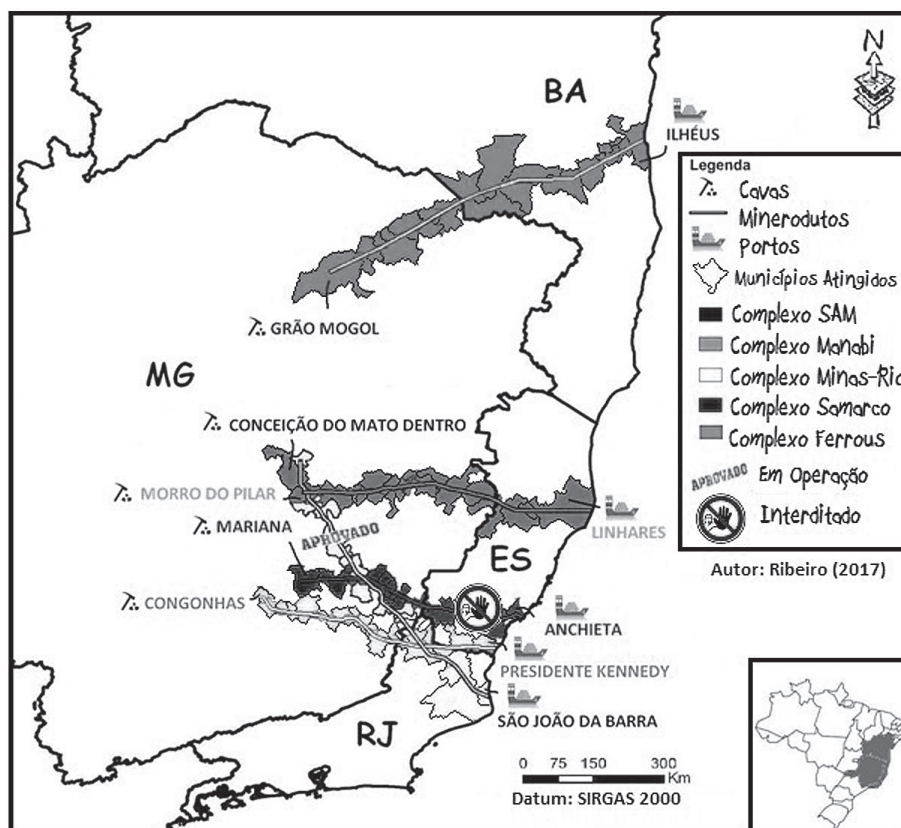 BA
N
ILHÉUS
Legenda
Cavas
Minerodutos
Portos
Municípios Atingidos
Complexo SAM
Complexo Manabi
Complexo Minas-Rio
Complexo Samarco
Complexo Ferrous
APROVADO Em Operação
Interditado
Autor: Ribeiro (2017)
GRÃO MOGOL
MG
CONCEIÇÃO DO MATO DENTRO
MORRO DO PILAR
MARIANA
APROVADO
LINHARES
ES
CONGONHAS
ANCHIETA
PRESIDENTE KENNEDY
SÃO JOÃO DA BARRA
RJ
0 75 150 300
Km
Datum: SIRGAS 2000